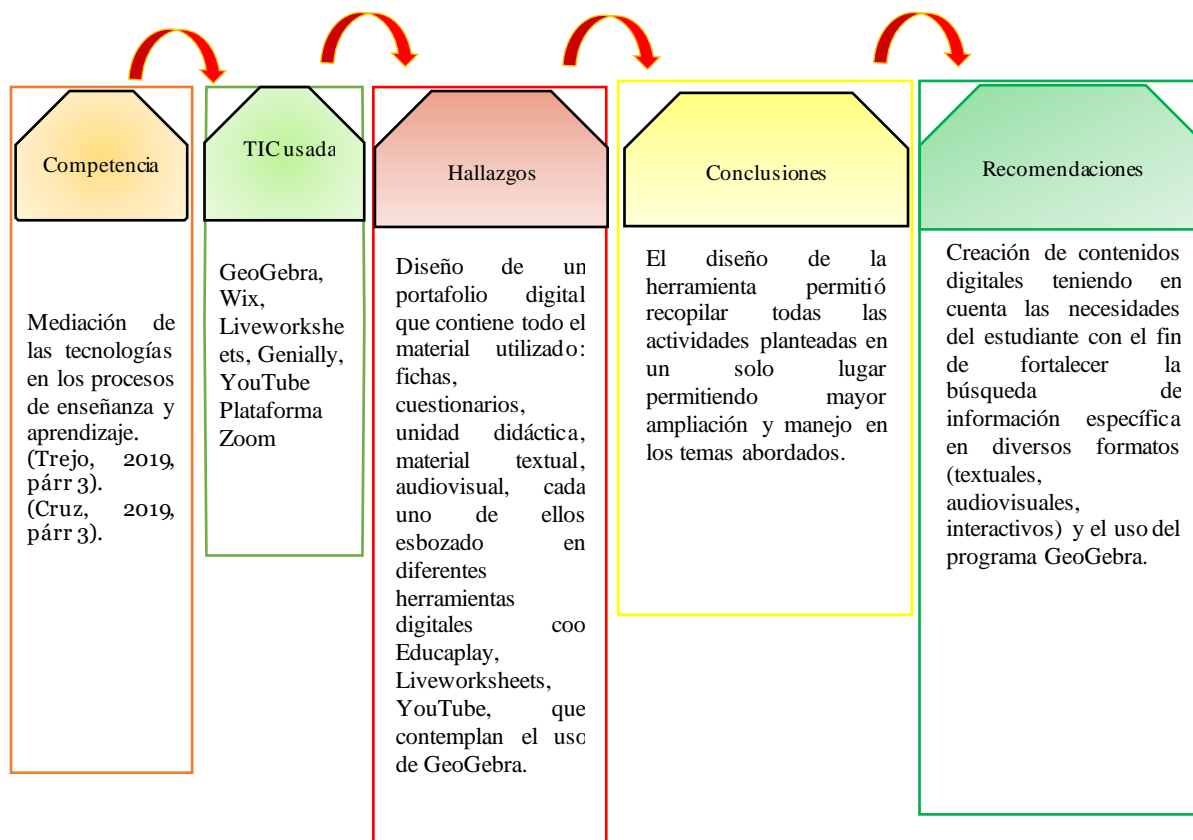 Competencia
Mediación de
las tecnologías
en los procesos
de enseñanza y
aprendizaje.
(Trejo, 2019,
párr 3).
(Cruz, 2019,
párr 3).
TIC usada
GeoGebra,
Wix,
Liveworkshe
ets, Genially,
YouTube
Plataforma
Zoom
Hallazgos
Diseño de un
portafolio digital
que contiene todo el
material utilizado:
fichas,
cuestionarios,
unidad didáctica,
material textual,
audiovisual, cada
uno de ellos
esbozado en
diferentes
herramientas
digitales coo
Educaplay,
Liveworksheets,
YouTube, que
contemplan el uso
de GeoGebra.
Conclusiones
El diseño de la
herramienta permitió
recopilar todas las
actividades planteadas en
un solo lugar
permitiendo mayor
ampliación y manejo en
los temas abordados.
Recomendaciones
Creación de contenidos
digitales teniendo en
cuenta las necesidades
del estudiante con el fin
de fortalecer la
búsqueda de
información específica
en diversos formatos
(textuales,
audiovisuales,
interactivos) y el uso del
programa GeoGebra.